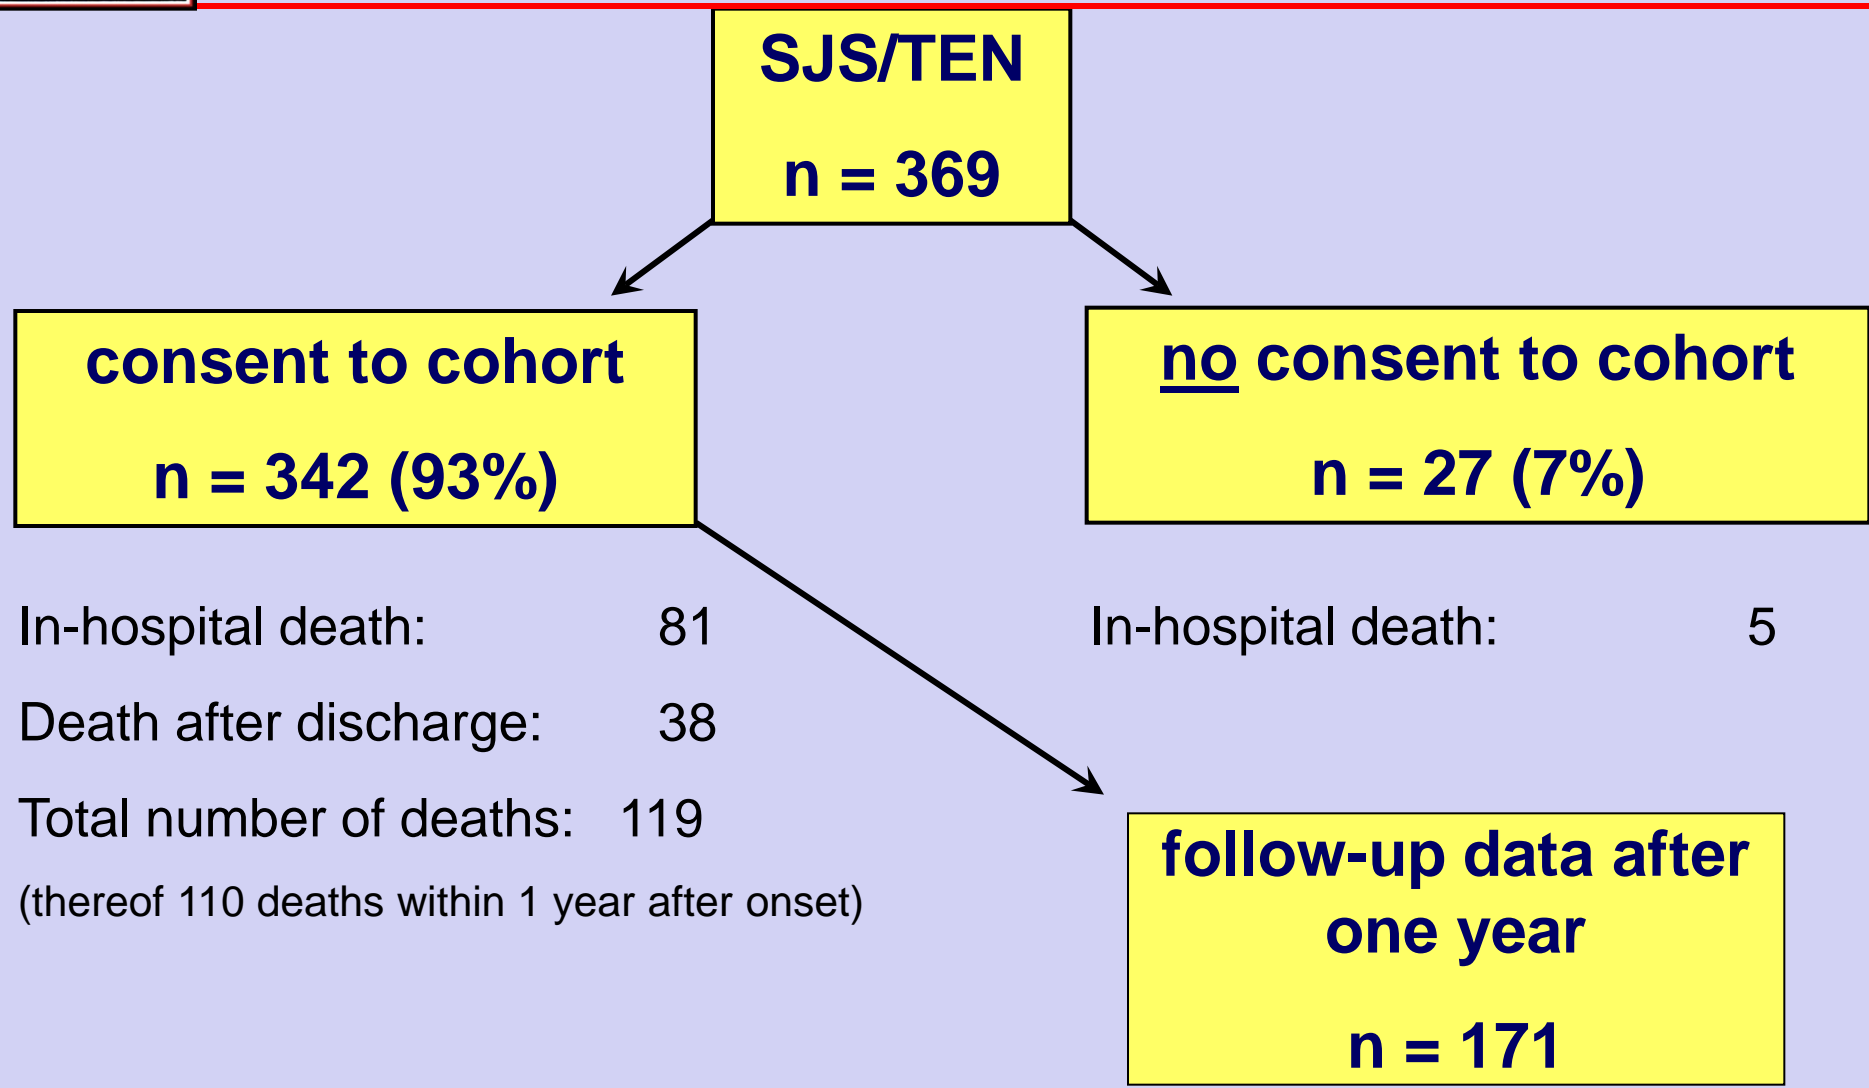 SJS/TEN
n = 369
consent to cohort
n = 342 (93%)
no consent to cohort
n = 27 (7%)
In-hospital death: 81
Death after discharge: 38
Total number of deaths: 119
(thereof 110 deaths within 1 year after onset)
In-hospital death: 5
follow-up data after
one year
n = 171